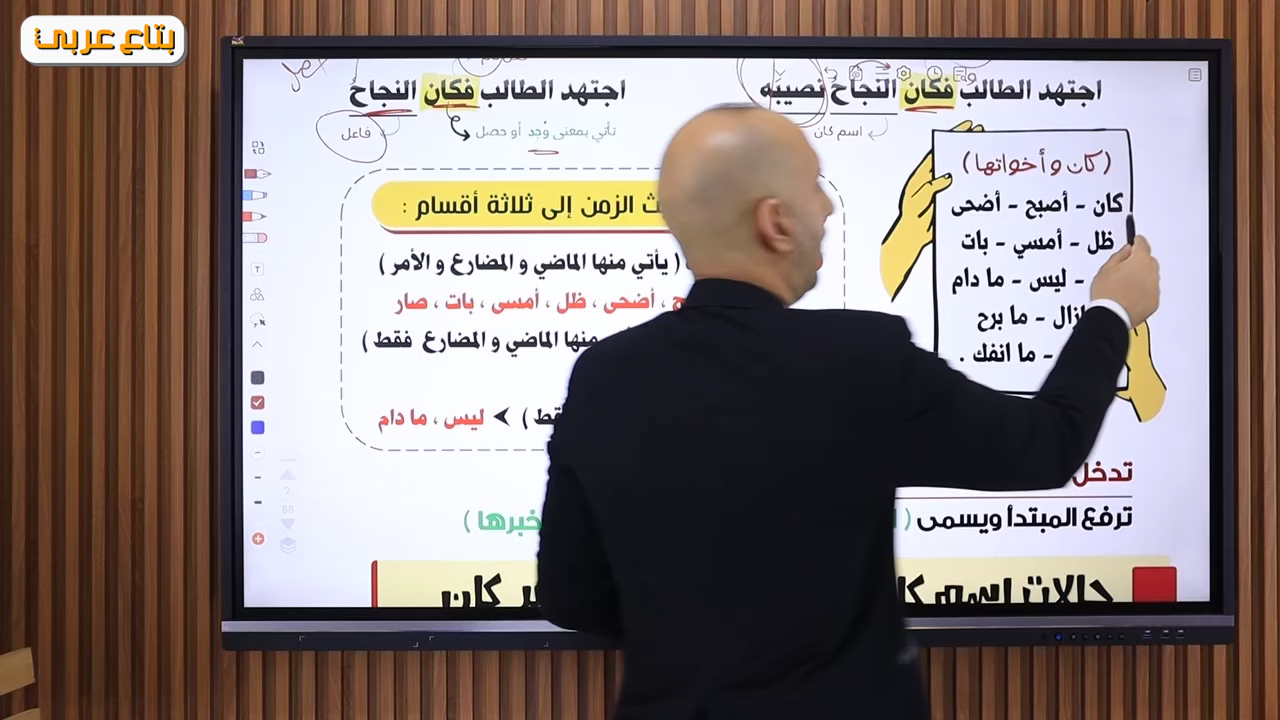 بتاع عربي
اجتهد الطالب فكان النجاح نصيبه
اسم كان
اجتهد الطالب فكان النجاح
تأتي بمعنى وُجد أو حصل
فاعل
(كان وأخواتها)
كان - أصبح - أضحى
ظل - أمسي - بات
- ليس - ما دام
- ما برح
- ما انفك .
الزمن إلى ثلاثة أقسام :
( يأتي منها الماضي و المضارع و الأمر )
، أضحى ، ظل ، أمسى ، بات ، صار
منها الماضي و المضارع فقط )
ليس ، ما دام
ترفع المبتدأ ويسمى (
خبرها )
حالات اسم
كان